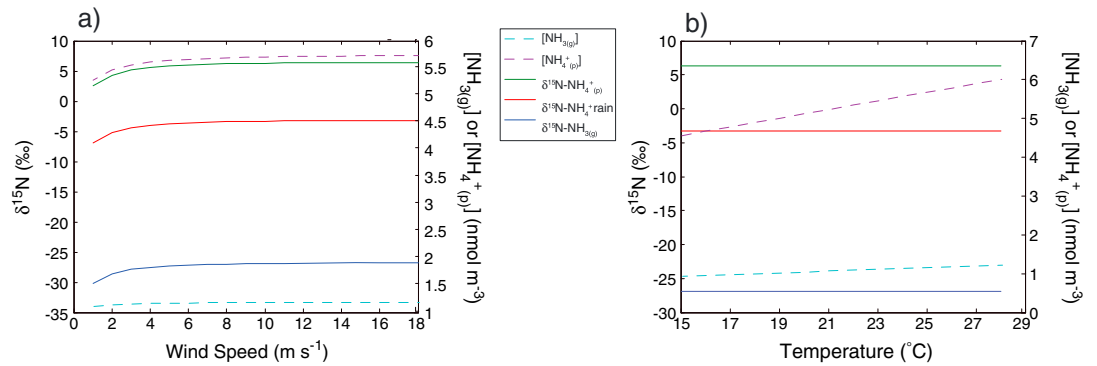 a)
10
5
0
-5
-10
-15
-20
-25
-30
-35
δ¹⁵N (‰)
0 2 4 6 8 10 12 14 16 18
Wind Speed (m s⁻¹)
6
5.5
5
4.5
4
3.5
3
2.5
2
1.5
1
[NH₃₍g₎] or [NH₄⁺₍p₎] (nmol m⁻³)
[NH₃₍g₎]
[NH₄⁺₍p₎]
δ¹⁵N-NH₄⁺₍p₎
δ¹⁵N-NH₄⁺rain
δ¹⁵N-NH₃₍g₎
b)
10
5
0
-5
-10
-15
-20
-25
-30
δ¹⁵N (‰)
15 17 19 21 23 25 27 29
Temperature (°C)
7
6
5
4
3
2
1
0
[NH₃₍g₎] or [NH₄⁺₍p₎] (nmol m⁻³)